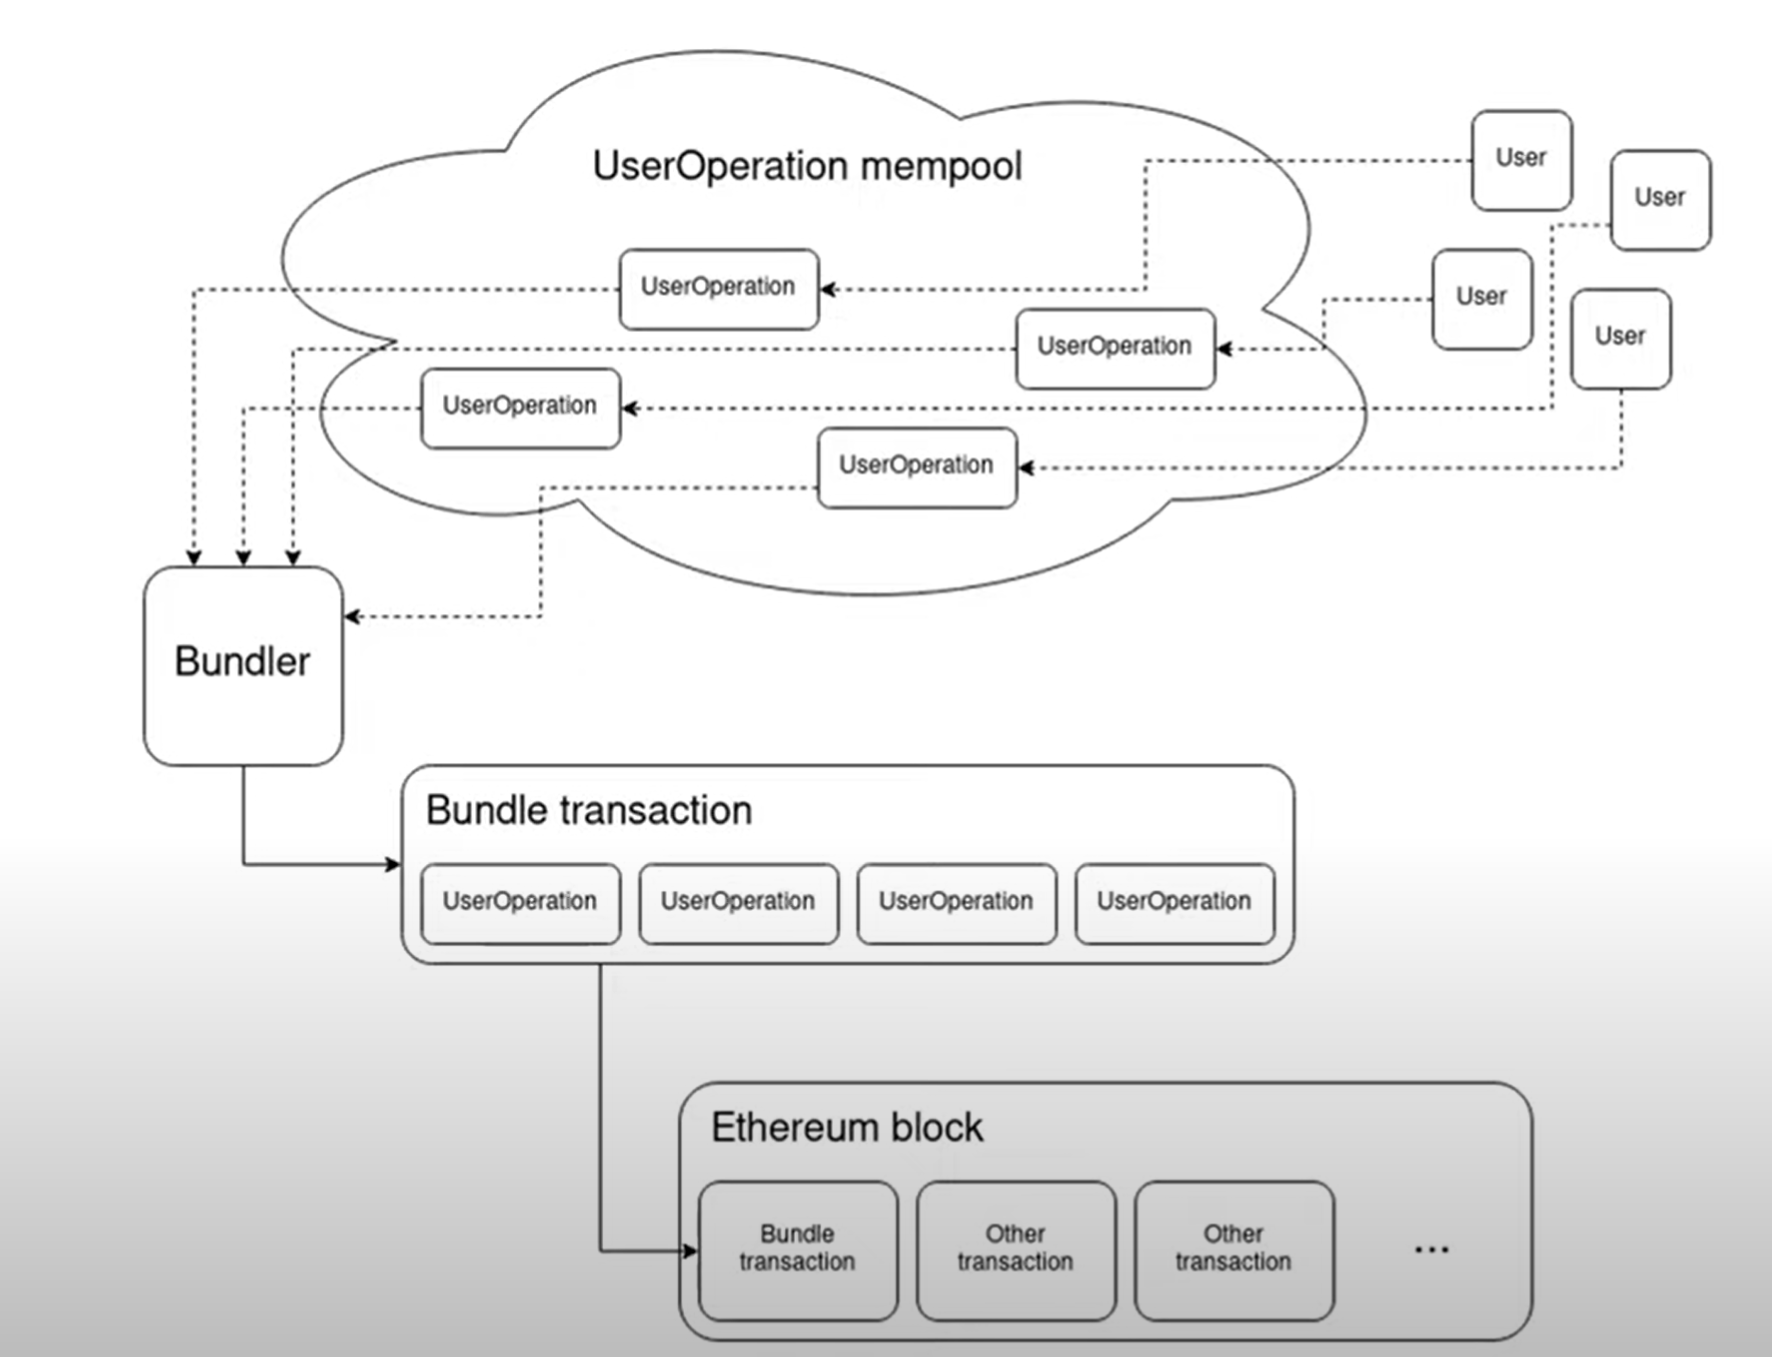 UserOperation mempool
User
User
UserOperation
User
UserOperation
User
UserOperation
UserOperation
Bundler
Bundle transaction
UserOperation
UserOperation
UserOperation
UserOperation
Ethereum block
Bundle
transaction
Other
transaction
Other
transaction
...